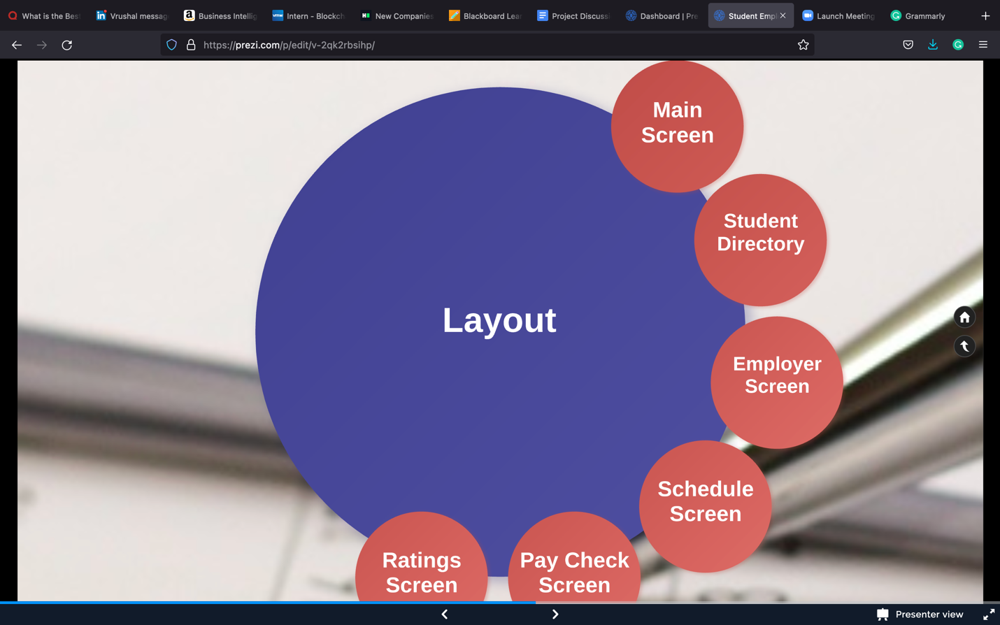 What is the Bes
Vrushal messag
Business Intellig
Intern - Blockch
New Companies
Blackboard Lear
Project Discussi
Dashboard | Pre
Student Empl
Launch Meeting
Grammarly
https://prezi.com/p/edit/v-2qk2rbsihp/
Main
Screen
Student
Directory
Layout
Employer
Screen
Schedule
Screen
Ratings
Screen
Pay Check
Screen
Presenter view